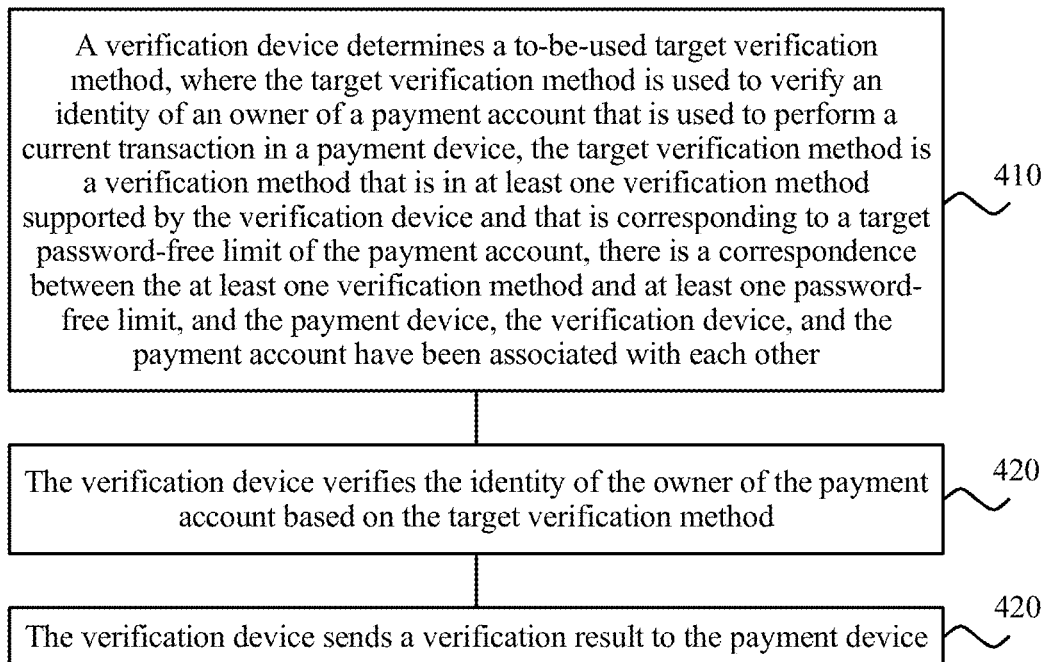 A verification device determines a to-be-used target verification
method, where the target verification method is used to verify an
identity of an owner of a payment account that is used to perform a
current transaction in a payment device, the target verification method is
a verification method that is in at least one verification method
supported by the verification device and that is corresponding to a target
password-free limit of the payment account, there is a correspondence
between the at least one verification method and at least one password-
free limit, and the payment device, the verification device, and the
payment account have been associated with each other
410
The verification device verifies the identity of the owner of the payment
account based on the target verification method
420
The verification device sends a verification result to the payment device
420